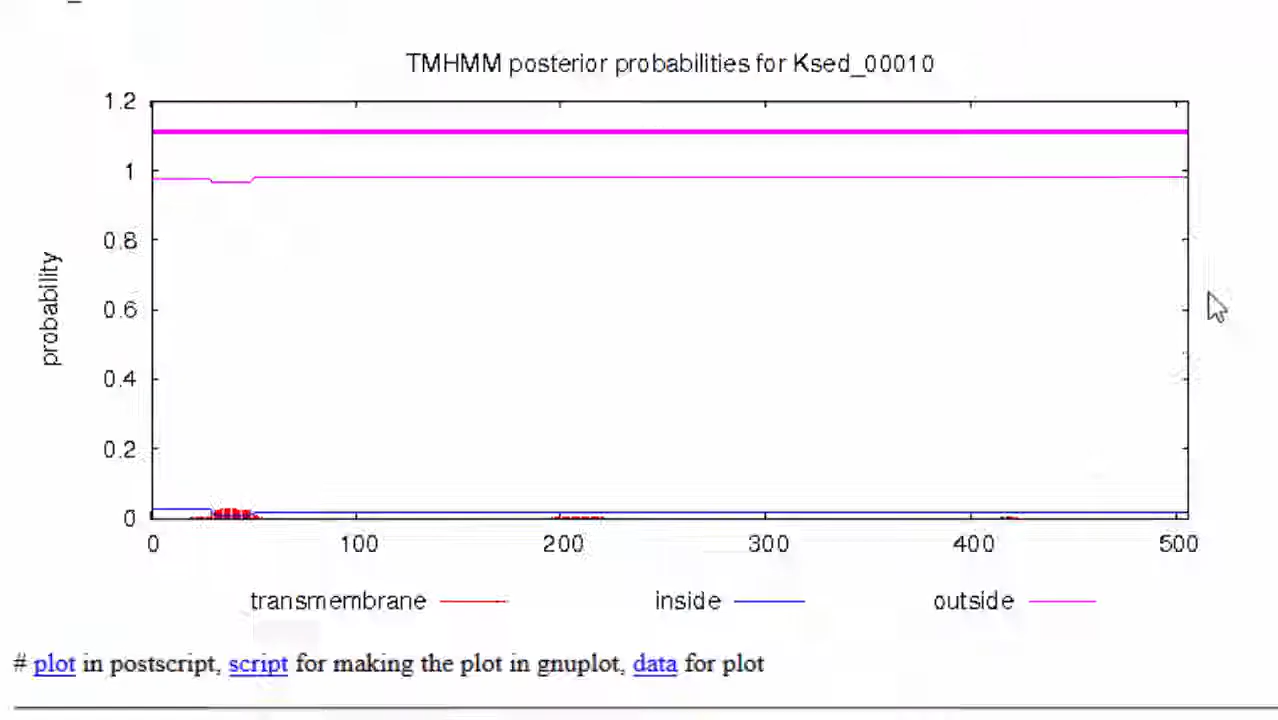 TMHMM posterior probabilities for Ksed_00010
1.2
1
0.8
0.6
0.4
0.2
0
probability
0 100 200 300 400 500
transmembrane inside outside
# plot in postscript, script for making the plot in gnuplot, data for plot